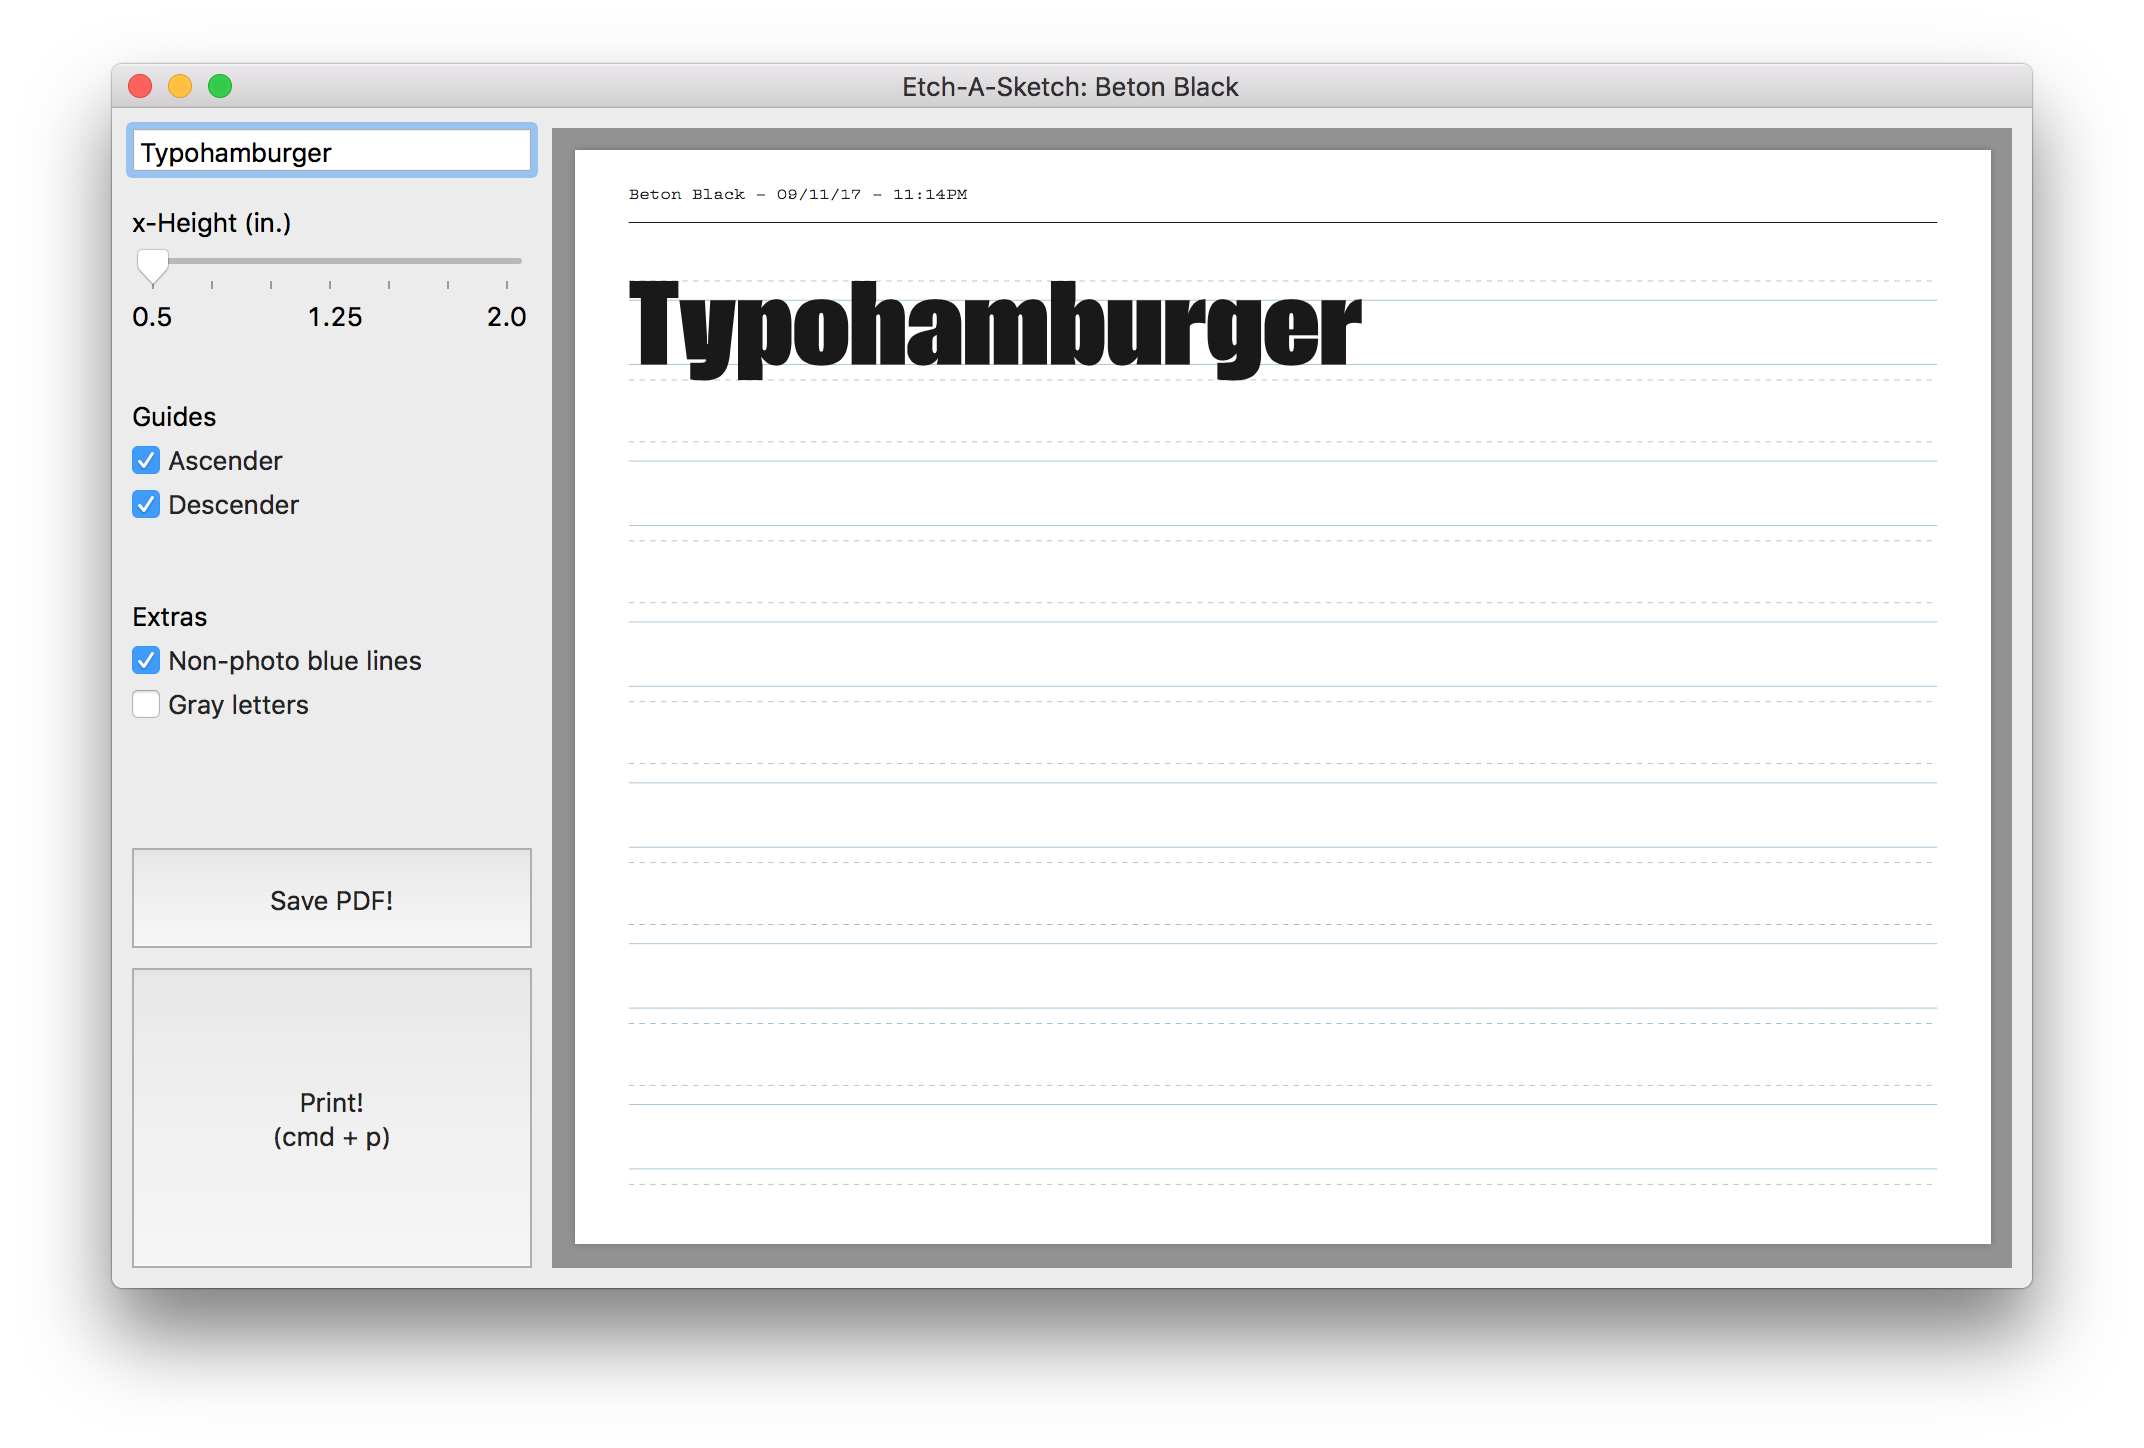 Etch-A-Sketch: Beton Black
Typohamburger
x-Height (in.)
0.5 1.25 2.0
Guides
Ascender
Descender
Extras
Non-photo blue lines
Gray letters
Save PDF!
Print!
(cmd + p)
Beton Black – 09/11/17 – 11:14PM
Typohamburger